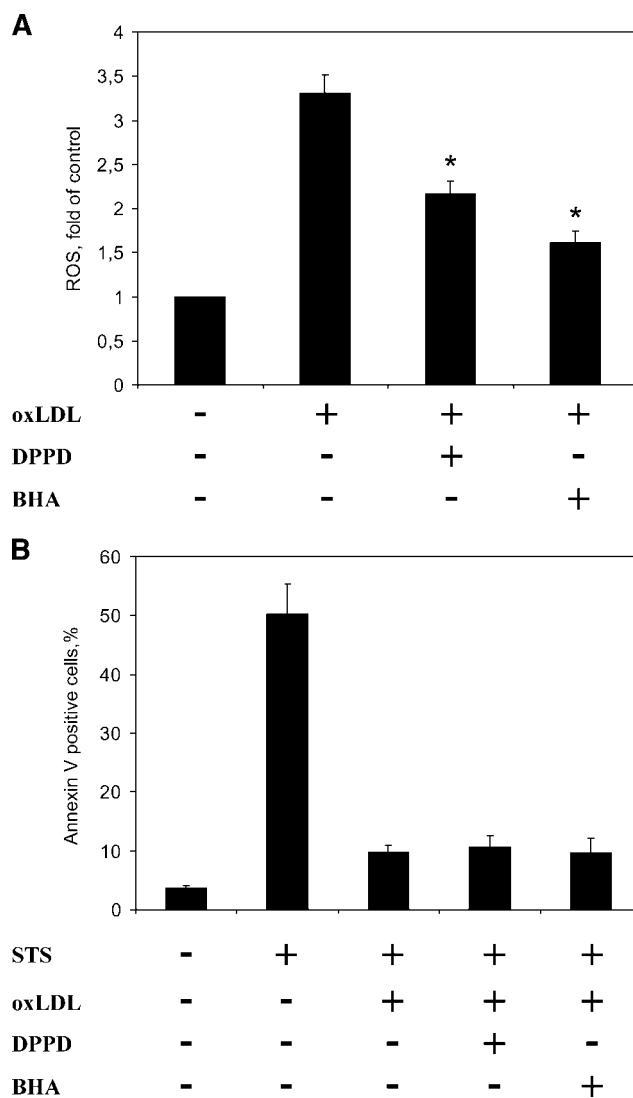 A
4
3,5
3
2,5
2
1,5
1
0,5
0
ROS, fold of control
*
*
oxLDL - + + +
DPPD - - + -
BHA - - - +
B
60
50
40
30
20
10
0
Annexin V positive cells,%
STS - + + + +
oxLDL - - + + +
DPPD - - - + -
BHA - - - - +